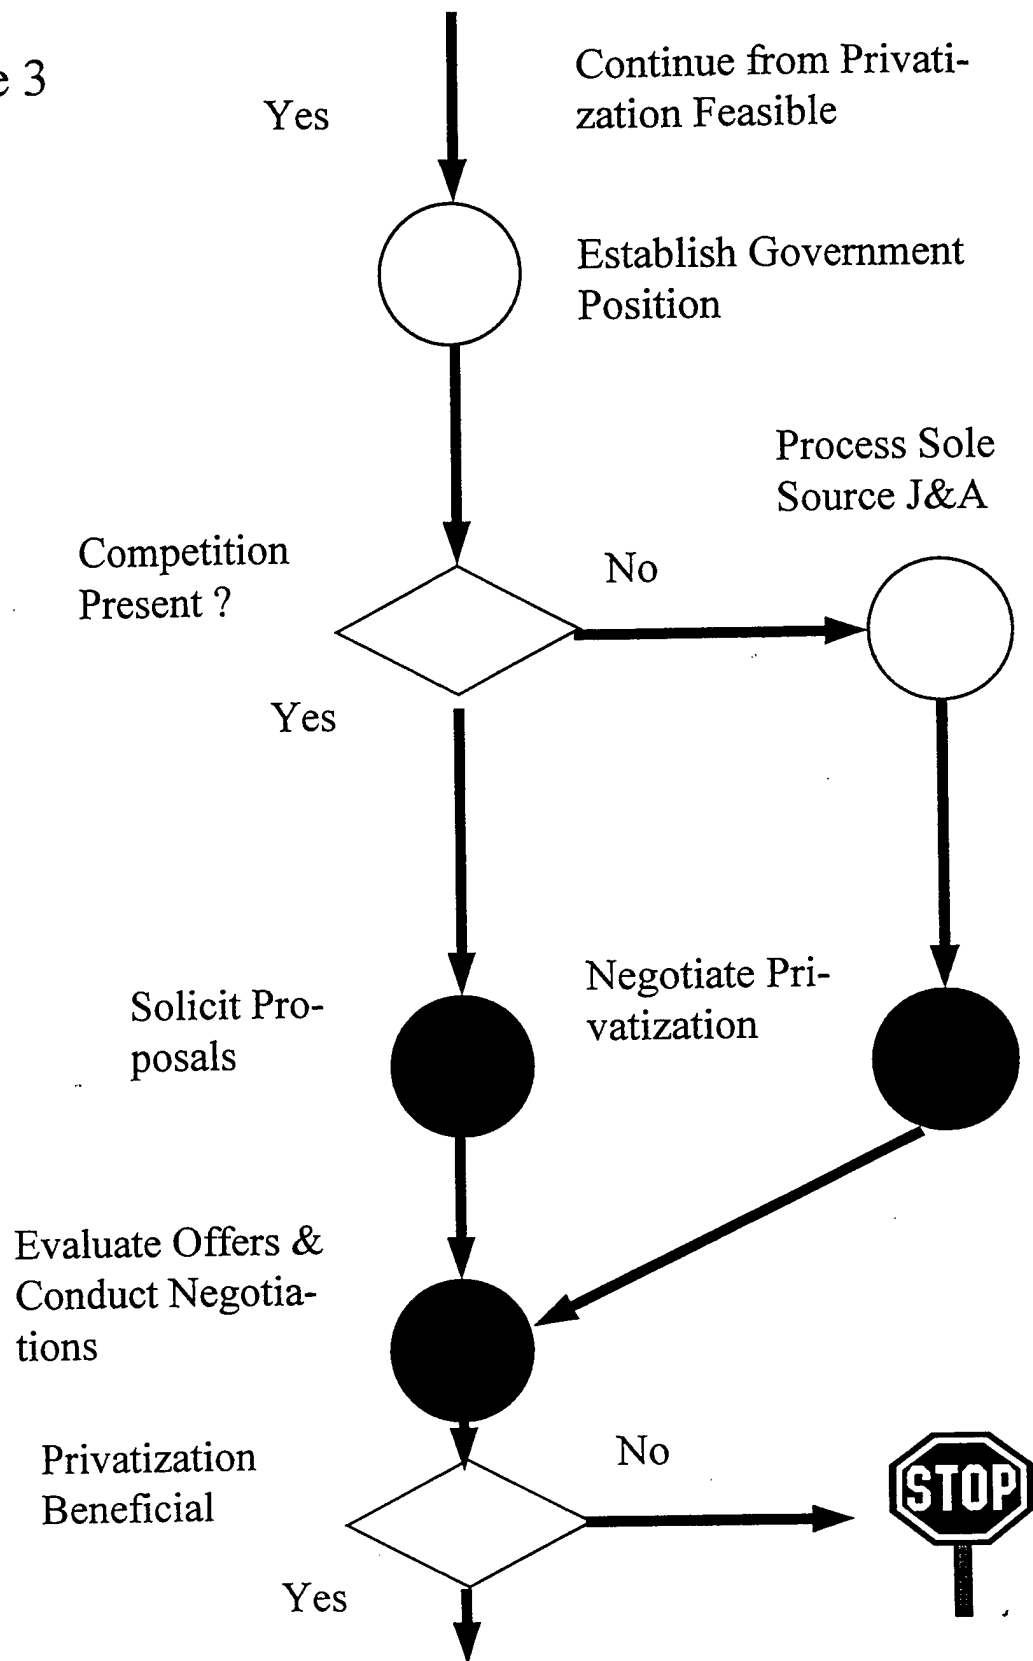 3
Continue from Privati-
zation Feasible
Yes
Establish Government
Position
Process Sole
Source J&A
Competition
Present ?
No
Yes
Negotiate Pri-
vatization
Solicit Pro-
posals
Evaluate Offers &
Conduct Negotia-
tions
Privatization
Beneficial
No
STOP
Yes